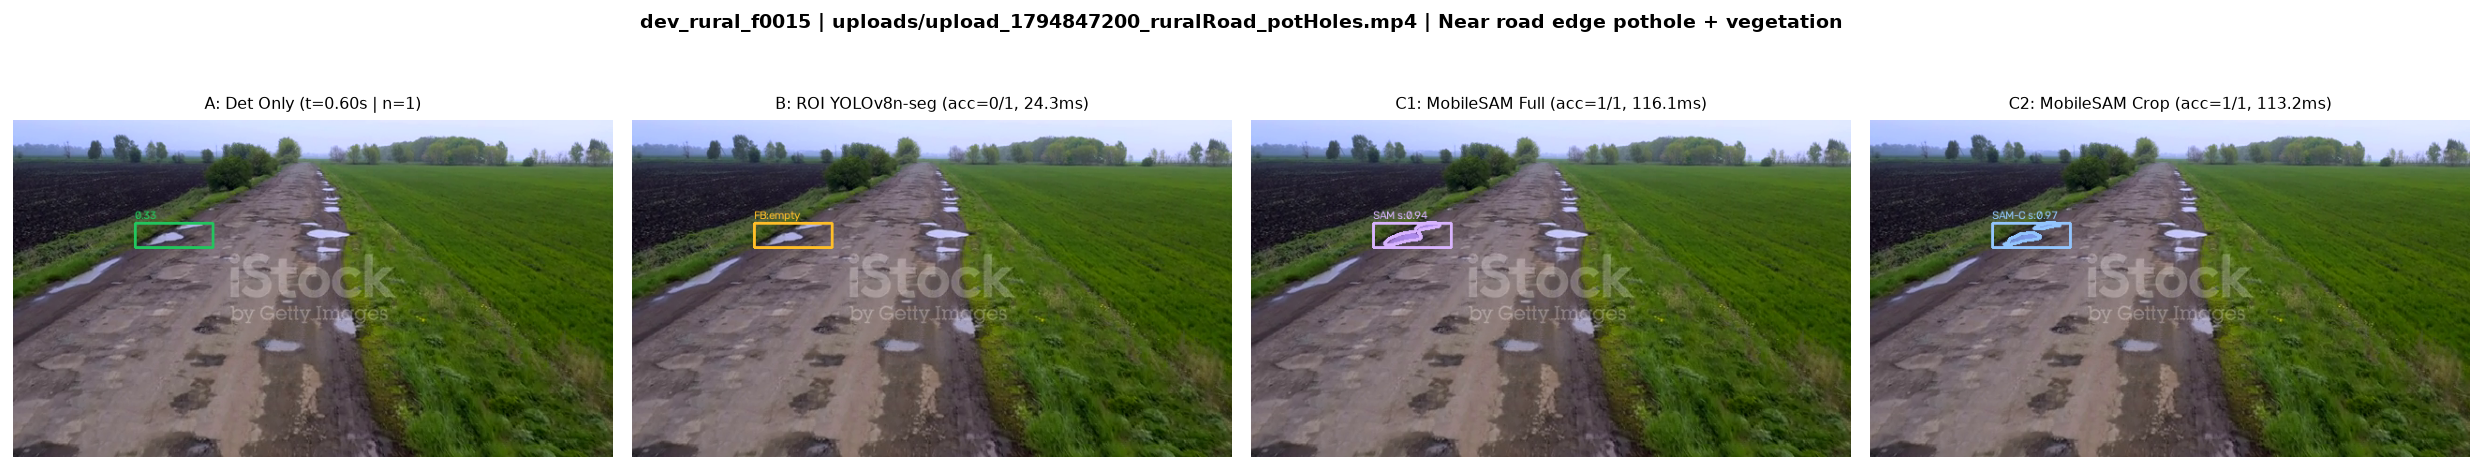 dev_rural_f0015 | uploads/upload_1794847200_ruralRoad_potHoles.mp4 | Near road edge pothole + vegetation
A: Det Only (t=0.60s | n=1)
B: ROI YOLOv8n-seg (acc=0/1, 24.3ms)
C1: MobileSAM Full (acc=1/1, 116.1ms)
C2: MobileSAM Crop (acc=1/1, 113.2ms)
0.33
FB:empty
SAM s:0.94
SAM-C s:0.97
iStock
by Getty Images
iStock
by Getty Images
iStock
by Getty Images
iStock
by Getty Images